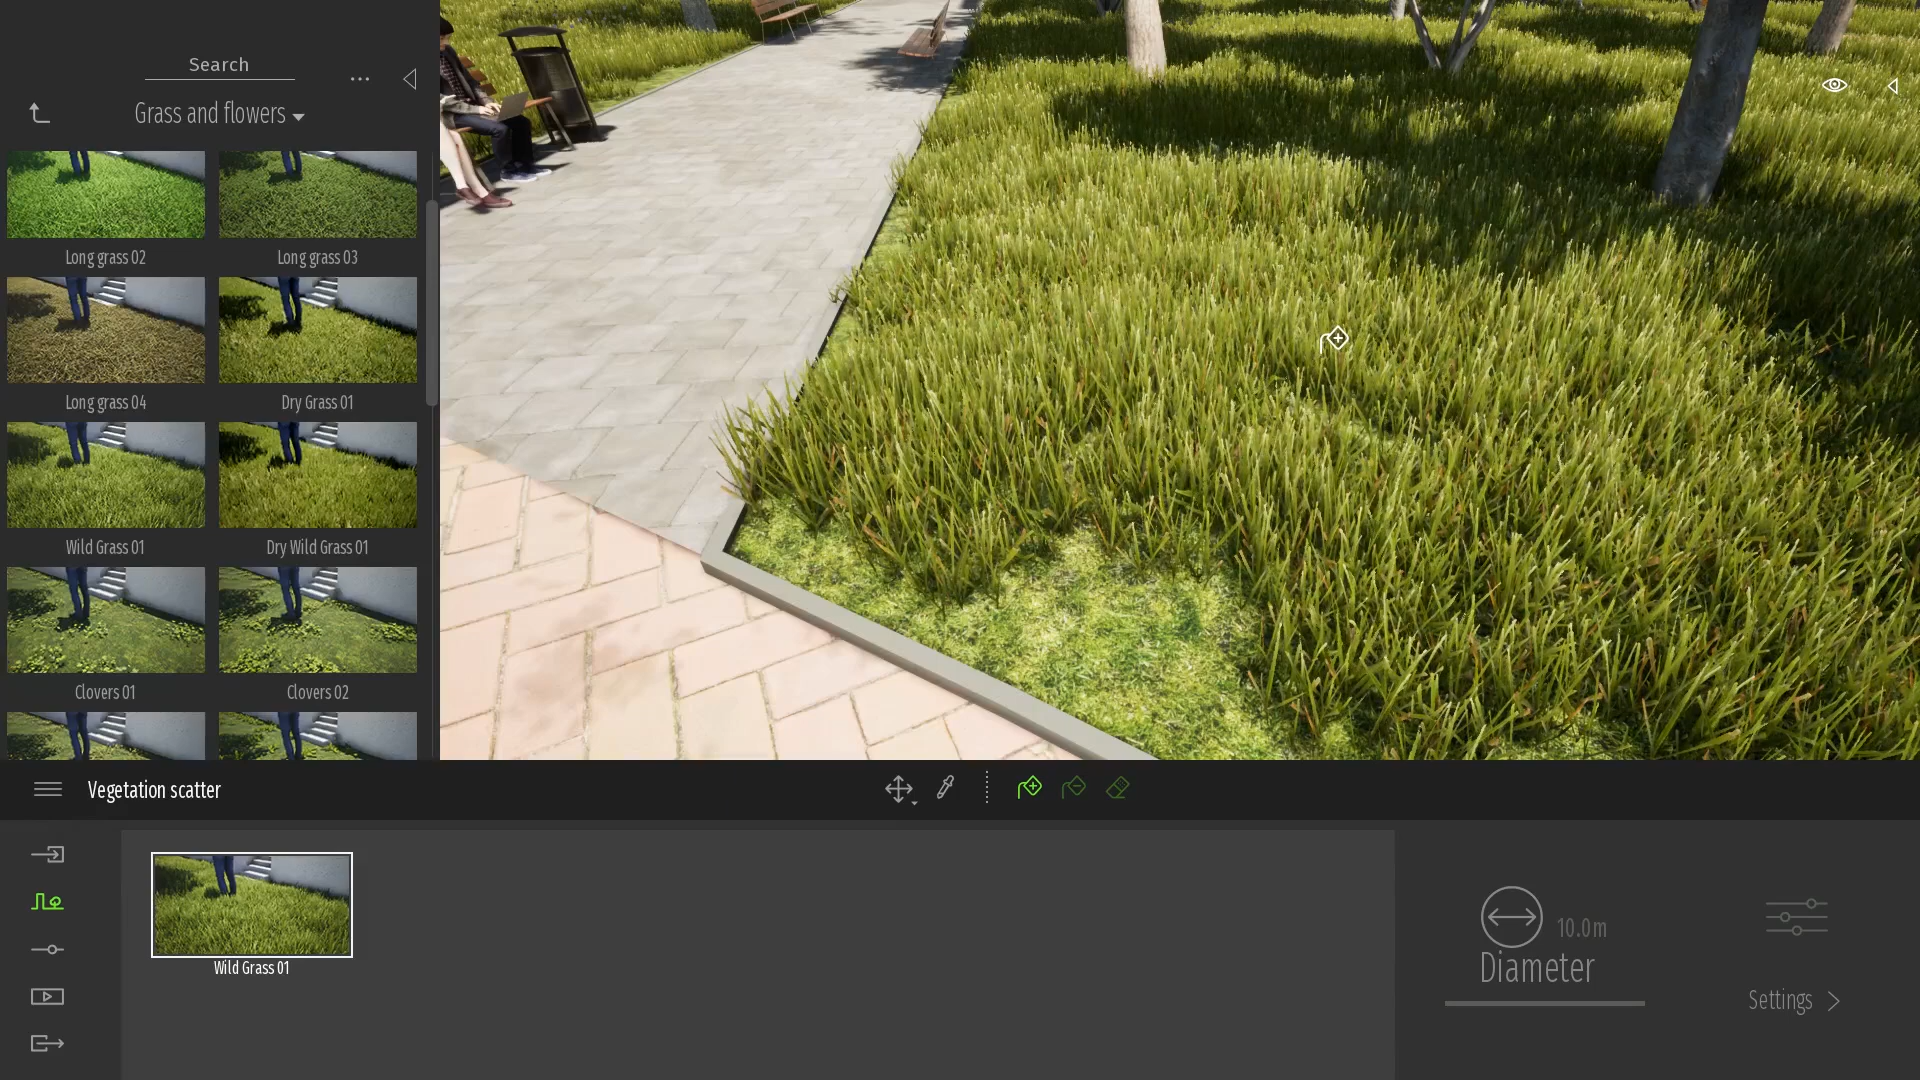 Search
...
Grass and flowers
Long grass 02
Long grass 03
Long grass 04
Dry Grass 01
Wild Grass 01
Dry Wild Grass 01
Clovers 01
Clovers 02
Vegetation scatter
Wild Grass 01
10.0m
Diameter
Settings